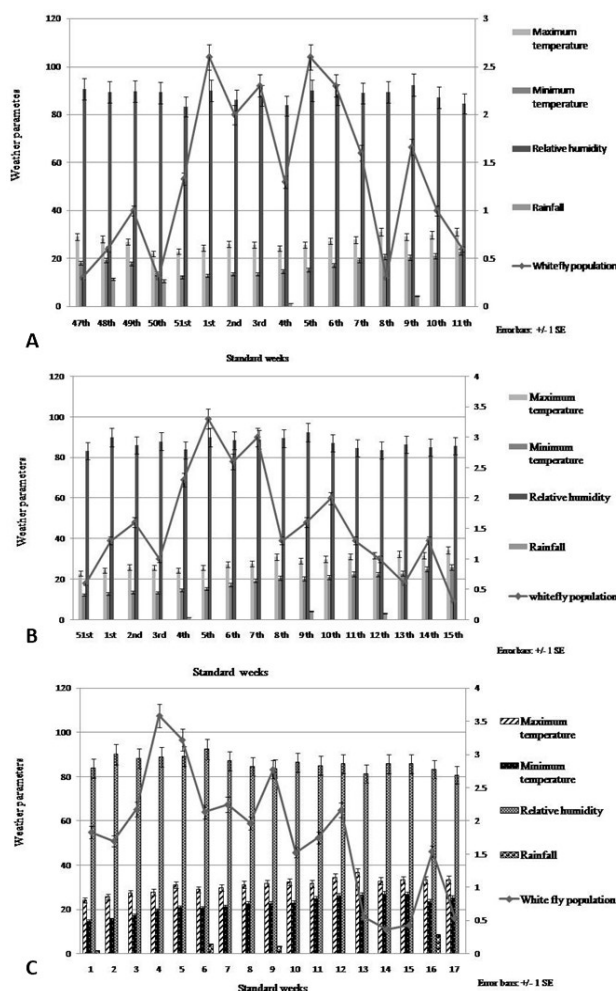 120
100
80
60
40
20
0
Weather parametes
3
2.5
2
1.5
1
0.5
0
47th 48th 49th 50th 51st 1st 2nd 3rd 4th 5th 6th 7th 8th 9th 10th 11th
Standard weeks
Maximum temperature
Minimum temperature
Relative humidity
Rainfall
Whitefly population
Error bars: +/- 1 SE
A
120
100
80
60
40
20
0
Weather parameters
4
3.5
3
2.5
2
1.5
1
0.5
0
51st 1st 2nd 3rd 4th 5th 6th 7th 8th 9th 10th 11th 12th 13th 14th 15th
Standard weeks
Maximum temperature
Minimum temperature
Relative humidity
Rainfall
whitefly population
Error bars: +/- 1 SE
B
120
100
80
60
40
20
0
Weather parameters
4
3.5
3
2.5
2
1.5
1
0.5
0
1 2 3 4 5 6 7 8 9 10 11 12 13 14 15 16 17
Standard weeks
Maximum temperature
Minimum temperature
Relative humidity
Rainfall
White fly population
Error bars: +/- 1 SE
C